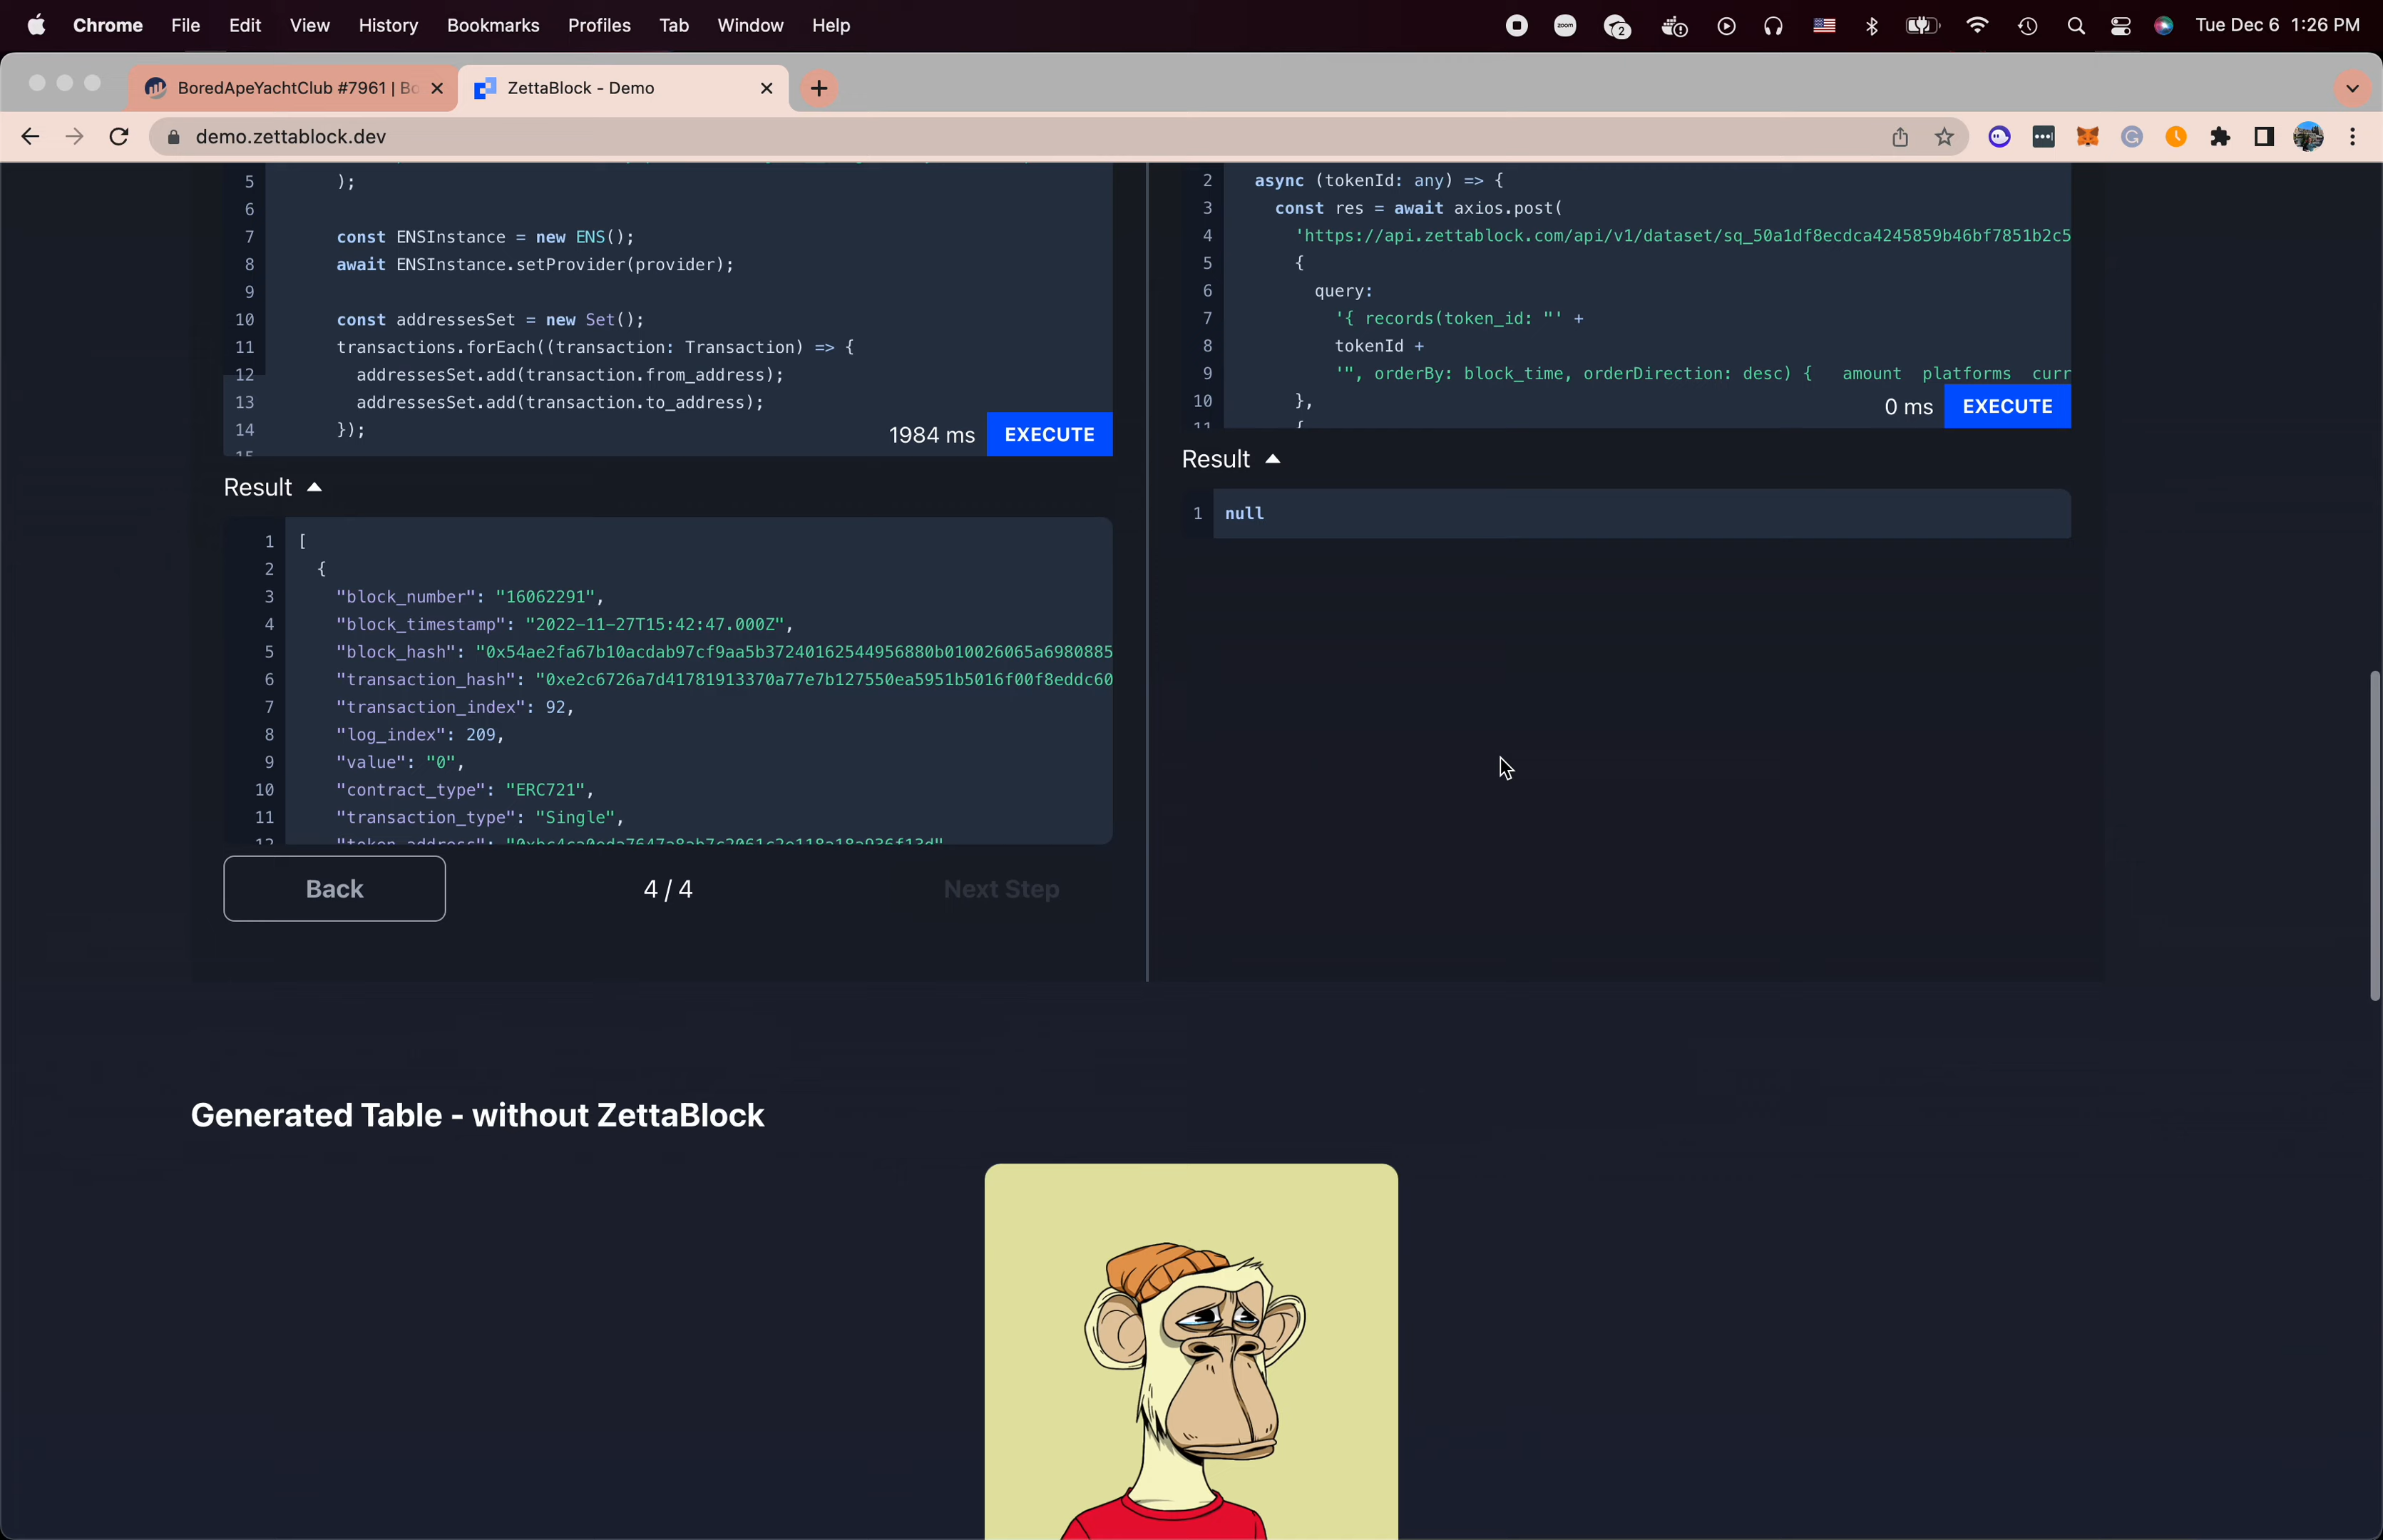 Chrome File Edit View History Bookmarks Profiles Tab Window Help
zoom
2
Tue Dec 6 1:26 PM
BoredApeYachtClub #7961 | Bo
ZettaBlock - Demo
demo.zettablock.dev
5 );
6
7 const ENSInstance = new ENS();
8 await ENSInstance.setProvider(provider);
9
10 const addressesSet = new Set();
11 transactions.forEach((transaction: Transaction) => {
12 addressesSet.add(transaction.from_address);
13 addressesSet.add(transaction.to_address);
14 });
15
1984 ms EXECUTE
Result
1 [
2 {
3 "block_number": "16062291",
4 "block_timestamp": "2022-11-27T15:42:47.000Z",
5 "block_hash": "0x54ae2fa67b10acdab97cf9aa5b37240162544956880b010026065a6980885
6 "transaction_hash": "0xe2c6726a7d41781913370a77e7b127550ea5951b5016f00f8eddc60
7 "transaction_index": 92,
8 "log_index": 209,
9 "value": "0",
10 "contract_type": "ERC721",
11 "transaction_type": "Single",
12 "token_address": "0xbc4ca0eda7647a8ab7c2061c2e118a18a936f13d"
Back
4 / 4
Next Step
2 async (tokenId: any) => {
3 const res = await axios.post(
4 'https://api.zettablock.com/api/v1/dataset/sq_50a1df8ecdca4245859b46bf7851b2c5
5 {
6 query:
7 '{ records(token_id: "' +
8 tokenId +
9 '", orderBy: block_time, orderDirection: desc) { amount platforms curr
10 },
11 {
0 ms EXECUTE
Result
1 null
Generated Table - without ZettaBlock